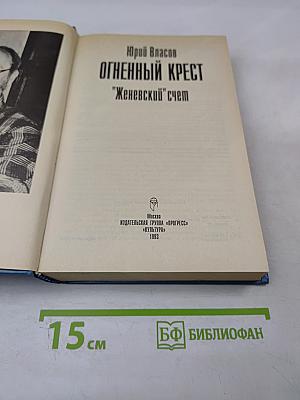 Юрий Власов
ОГНЕННЫЙ КРЕСТ
"Женевский" счет
Москва
ИЗДАТЕЛЬСКАЯ ГРУППА «ПРОГРЕСС»
«КУЛЬТУРА»
1993
15 см
БФ БИБЛИОФАН